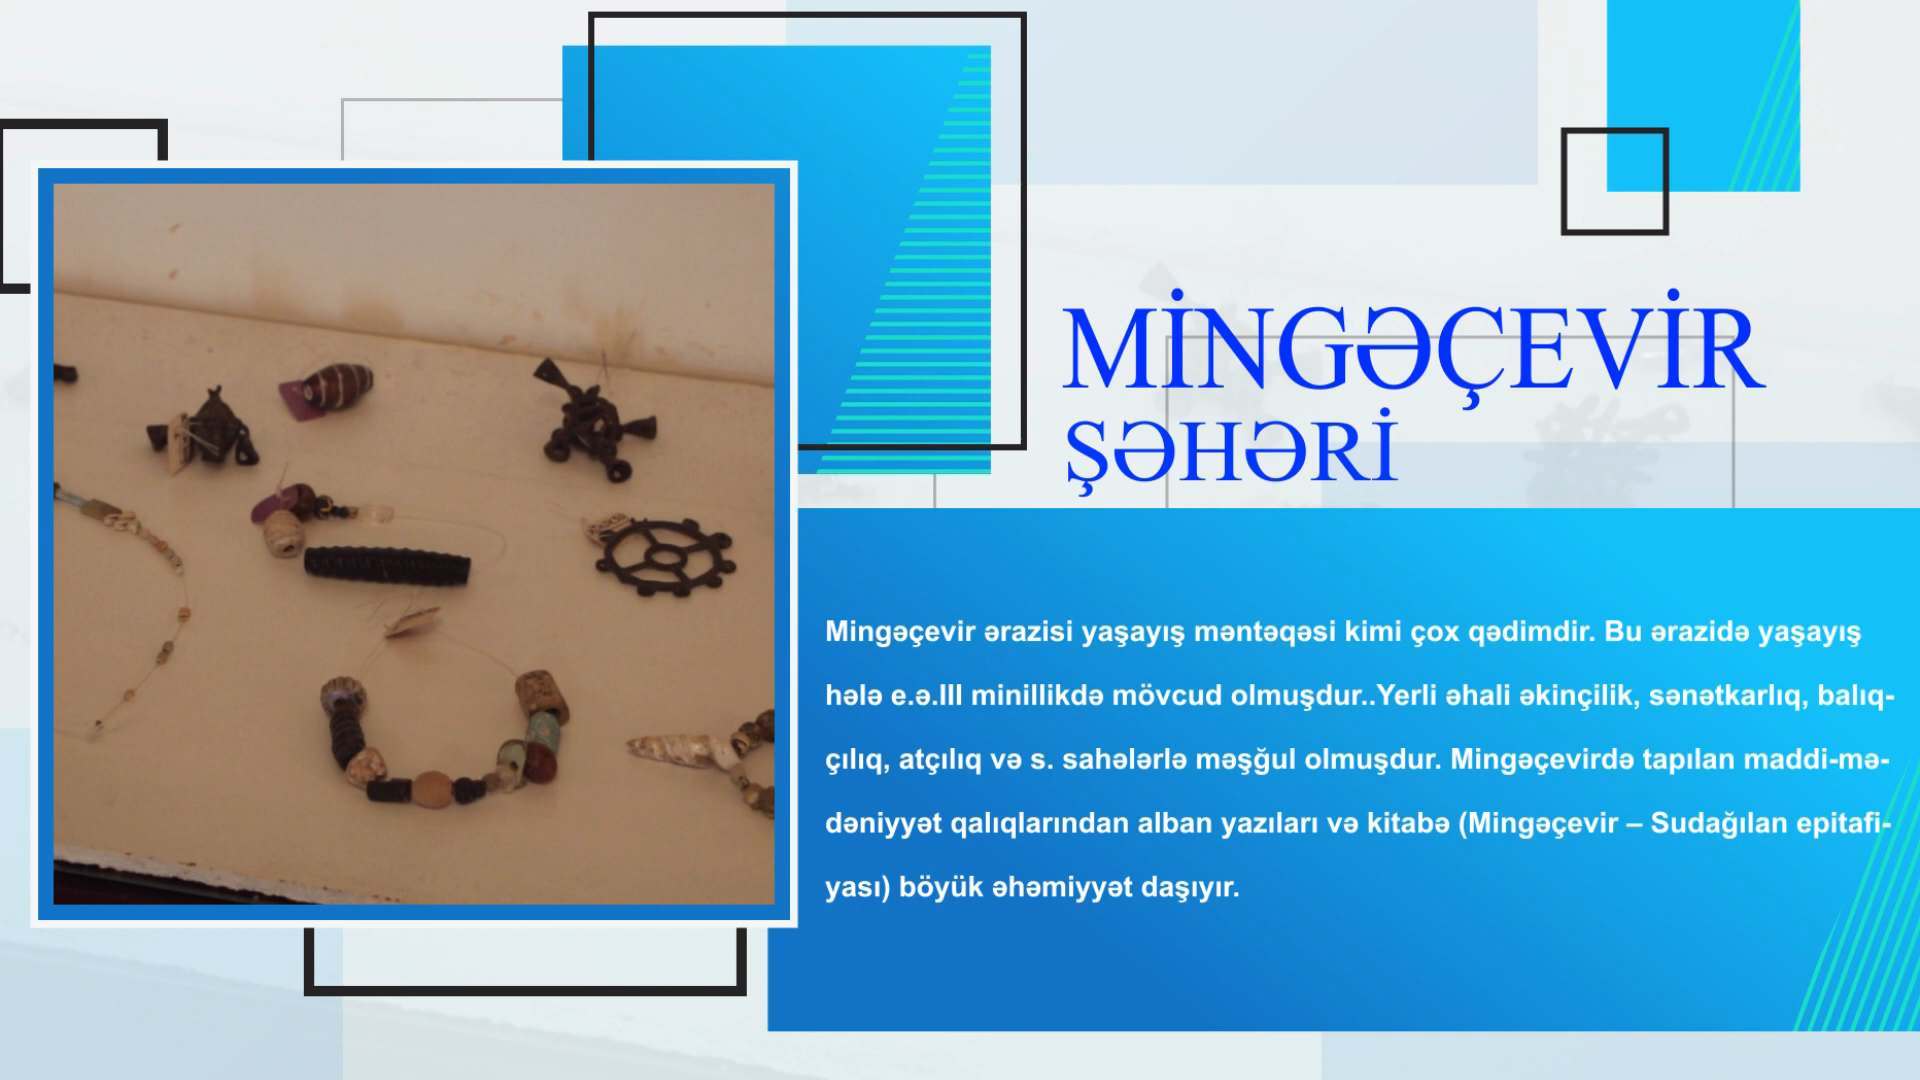 MİNGƏÇEVİR
ŞƏHƏRİ
Mingəçevir ərazisi yaşayış məntəqəsi kimi çox qədimdir. Bu ərazidə yaşayış
hələ e.ə.III minillikdə mövcud olmuşdur..Yerli əhali əkinçilik, sənətkarlıq, balıq-
çılıq, atçılıq və s. sahələrlə məşğul olmuşdur. Mingəçevirdə tapılan maddi-mə-
dəniyyət qalıqlarından alban yazıları və kitabə (Mingəçevir – Sudağılan epitafi-
yası) böyük əhəmiyyət daşıyır.